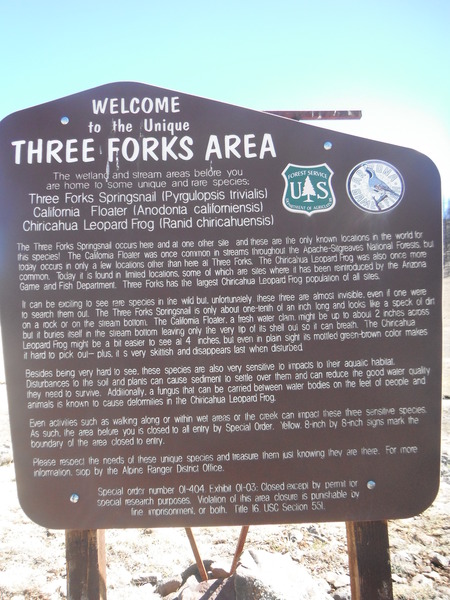 WELCOME
to the Unique
THREE FORKS AREA
The wetland and stream areas before you
are home to some unique and rare species:
Three Forks Springsnail (Pyrgulopsis trivialis)
California Floater (Anodonta californiensis)
Chiricahua Leopard Frog (Ranid chiricahuensis)
FOREST SERVICE
US
DEPARTMENT OF AGRICULTURE
The Three Forks Springsnail occurs here and at one other site and these are the only known locations in the world for
this species! The California Floater was once common in streams throughout the Apache-Sitgreaves National Forests, but
today occurs in only a few locations other than here at Three Forks. The Chiricahua Leopard Frog was also once more
common. Today it is found in limited locations, some of which are sites where it has been reintroduced by the Arizona
Game and Fish Department. Three Forks has the largest Chiricahua Leopard Frog population of all sites.
It can be exciting to see rare species in the wild but, unfortunately, these three are almost invisible, even if one were
to search them out. The Three Forks Springsnail is only about one-tenth of an inch long and looks like a speck of dirt
on a rock or on the stream bottom. The California Floater, a fresh water clam, might be up to about 2 inches across
but it buries itself in the stream bottom leaving only the very tip of its shell out so it can breath. The Chiricahua
Leopard Frog might be a bit easier to see at 4 inches, but even in plain sight its mottled green-brown color makes
it hard to pick out- plus, it is very skittish and disappears fast when disturbed.
Besides being very hard to see, these species are also very sensitive to impacts to their aquatic habitat.
Disturbances to the soil and plants can cause sediment to settle over them and can reduce the good water quality
they need to survive. Additionally, a fungus that can be carried between water bodies on the feet of people and
animals is known to cause deformities in the Chiricahua Leopard Frog.
Even activities such as walking along or within wet areas or the creek can impact these three sensitive species.
As such, the area before you is closed to all entry by Special Order. Yellow 8-inch by 8-inch signs mark the
boundary of the area closed to entry.
Please respect the needs of these unique species and treasure them just knowing they are there. For more
information, stop by the Alpine Ranger District Office.
Special order number 01-404, Exhibit 01-03: Closed except by permit for
special research purposes. Violation of this area closure is punishable by
fine, imprisonment, or both. Title 16 USC Section 551.